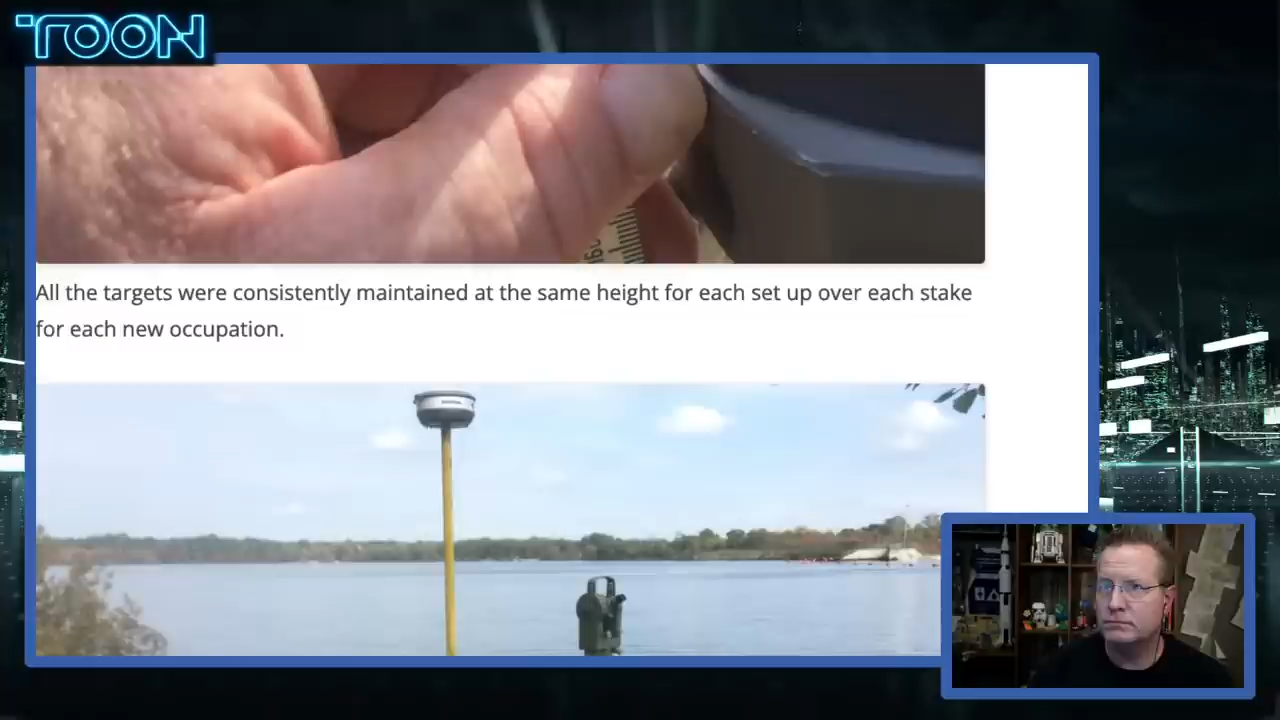 TOON
All the targets were consistently maintained at the same height for each set up over each stake
for each new occupation.